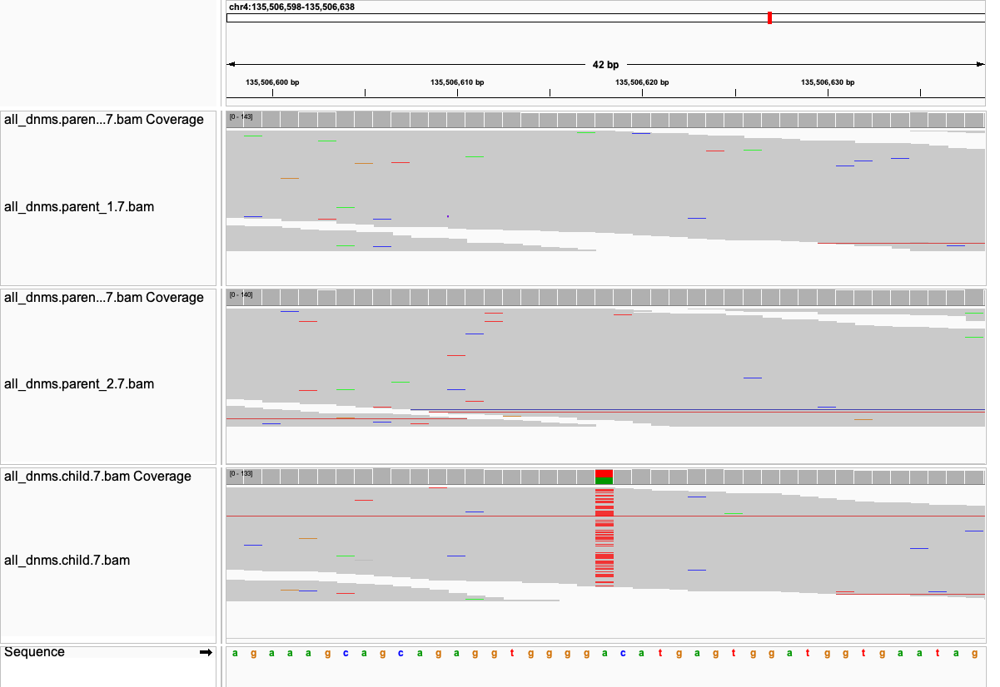 chr4:135,506,598-135,506,638
42 bp
135,506,600 bp 135,506,610 bp 135,506,620 bp 135,506,630 bp
all_dnms.paren...7.bam Coverage
[0 - 143]
all_dnms.parent_1.7.bam
all_dnms.paren...7.bam Coverage
[0 - 140]
all_dnms.parent_2.7.bam
all_dnms.child.7.bam Coverage
[0 - 133]
all_dnms.child.7.bam
Sequence a g a a a g c a g c a g a g g t g g g g a c a t g a g t g g a t g g t g a a t a g